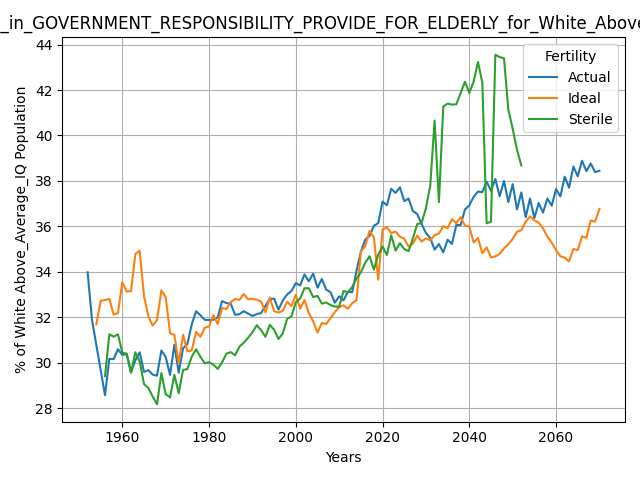 _in_GOVERNMENT_RESPONSIBILITY_PROVIDE_FOR_ELDERLY_for_White_Above
% of White Above_Average_IQ Population
44
42
40
38
36
34
32
30
28
Fertility
Actual
Ideal
Sterile
1960
1980
2000
2020
2040
2060
Years